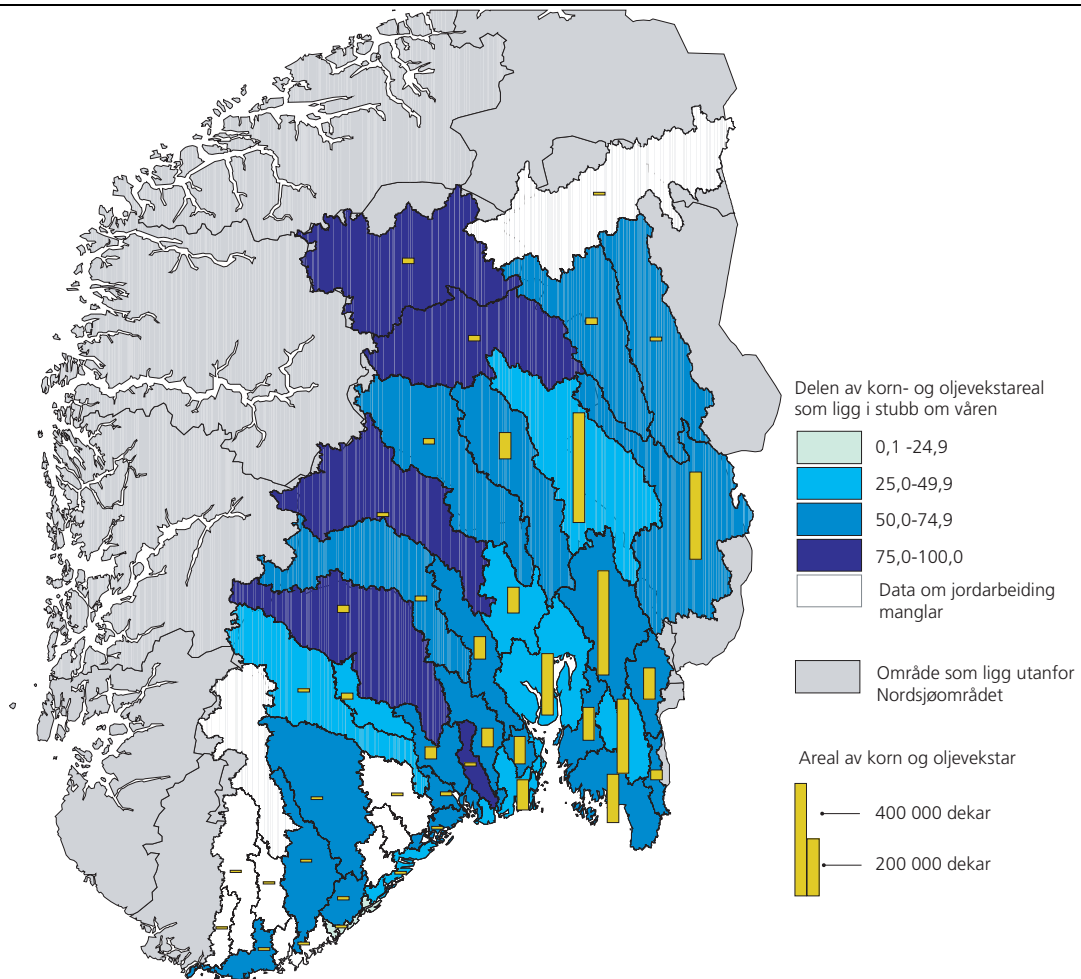 Delen av korn- og oljevekstareal
som ligg i stubb om våren
0,1 -24,9
25,0-49,9
50,0-74,9
75,0-100,0
Data om jordarbeiding
manglar
Område som ligg utanfor
Nordsjøområdet
Areal av korn og oljevekstar
400 000 dekar
200 000 dekar